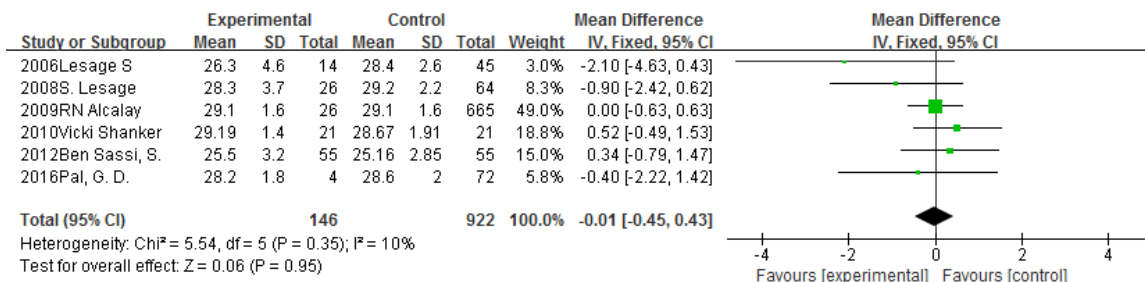 Experimental Control Mean Difference Mean Difference
Study or Subgroup Mean SD Total Mean SD Total Weight IV, Fixed, 95% CI IV, Fixed, 95% CI
2006Lesage S 26.3 4.6 14 28.4 2.6 45 3.0% -2.10 [-4.63, 0.43]
2008S. Lesage 28.3 3.7 26 29.2 2.2 64 8.3% -0.90 [-2.42, 0.62]
2009RN Alcalay 29.1 1.6 26 29.1 1.6 665 49.0% 0.00 [-0.63, 0.63]
2010Vicki Shanker 29.19 1.4 21 28.67 1.91 21 18.8% 0.52 [-0.49, 1.53]
2012Ben Sassi, S. 25.5 3.2 55 25.16 2.85 55 15.0% 0.34 [-0.79, 1.47]
2016Pal, G. D. 28.2 1.8 4 28.6 2 72 5.8% -0.40 [-2.22, 1.42]
Total (95% CI) 146 922 100.0% -0.01 [-0.45, 0.43]
Heterogeneity: Chi² = 5.54, df = 5 (P = 0.35); I² = 10%
Test for overall effect: Z = 0.06 (P = 0.95)
-4 -2 0 2 4
Favours [experimental] Favours [control]